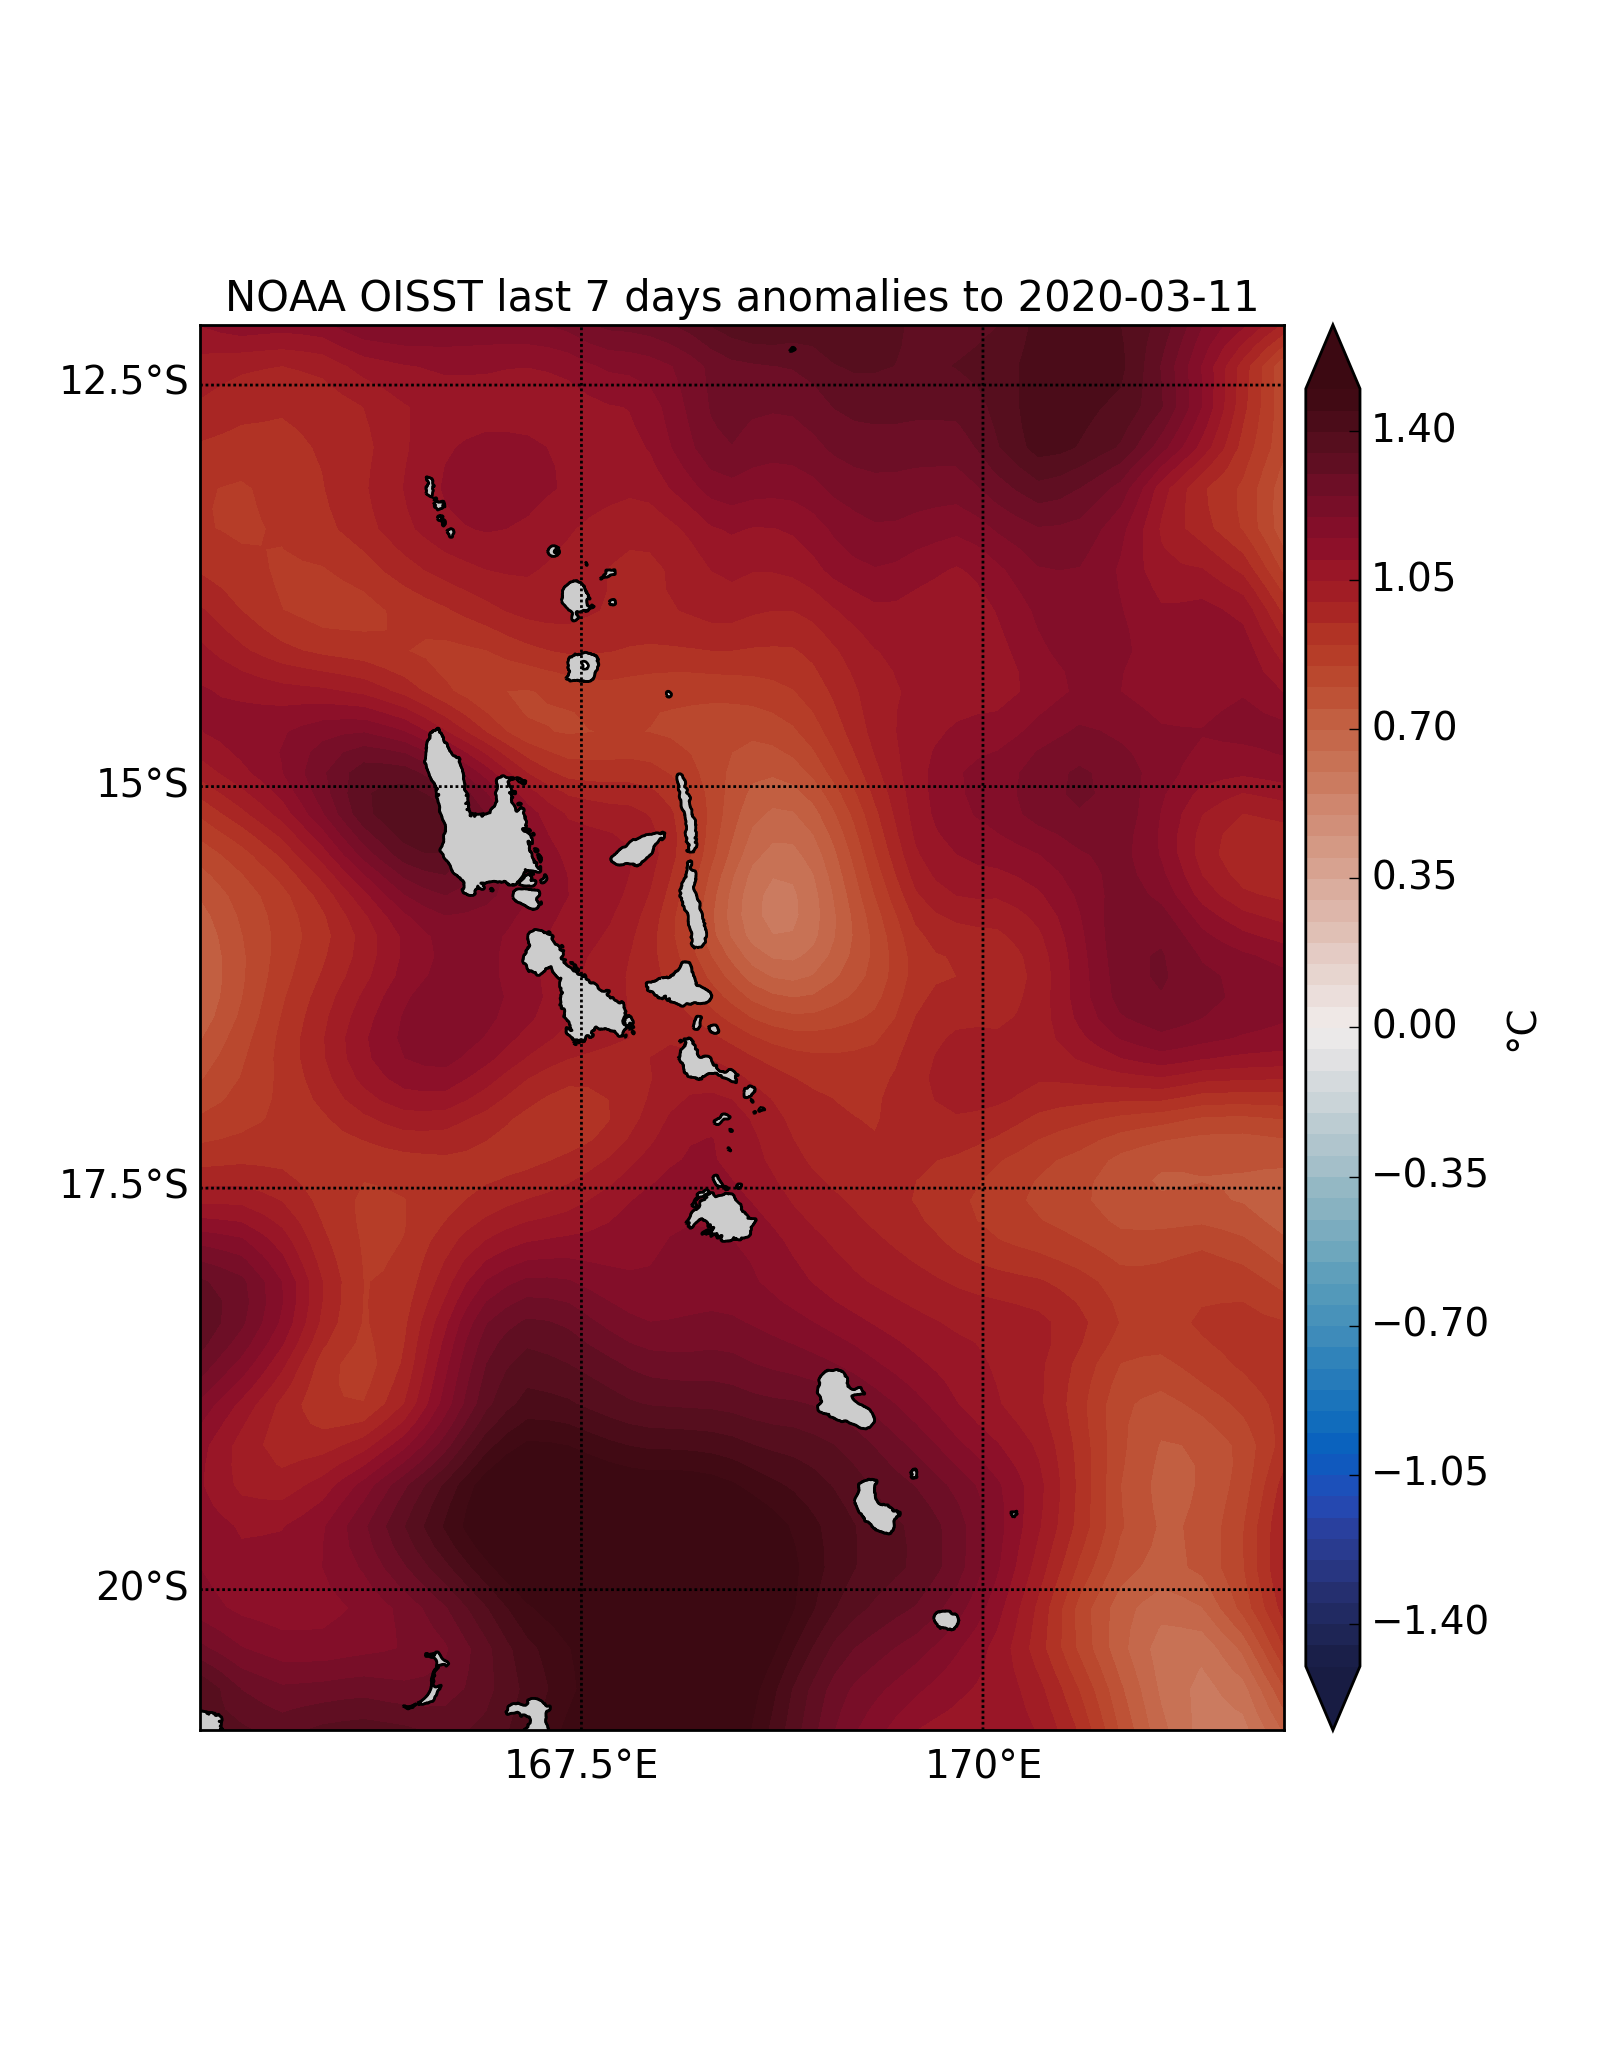 NOAA OISST last 7 days anomalies to 2020-03-11
12.5°S
15°S
17.5°S
20°S
167.5°E
170°E
1.40
1.05
0.70
0.35
0.00
−0.35
−0.70
−1.05
−1.40
°C